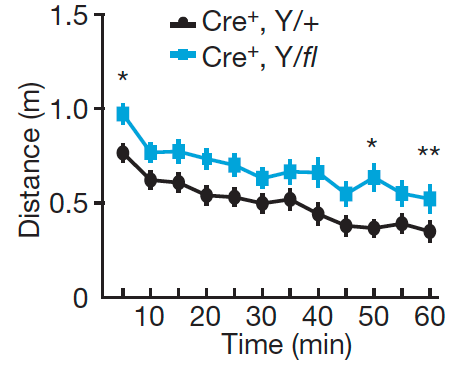 1.5
Cre⁺, Y/+
Cre⁺, Y/fl
*
1.0
*
**
0.5
0
Distance (m)
10 20 30 40 50 60
Time (min)